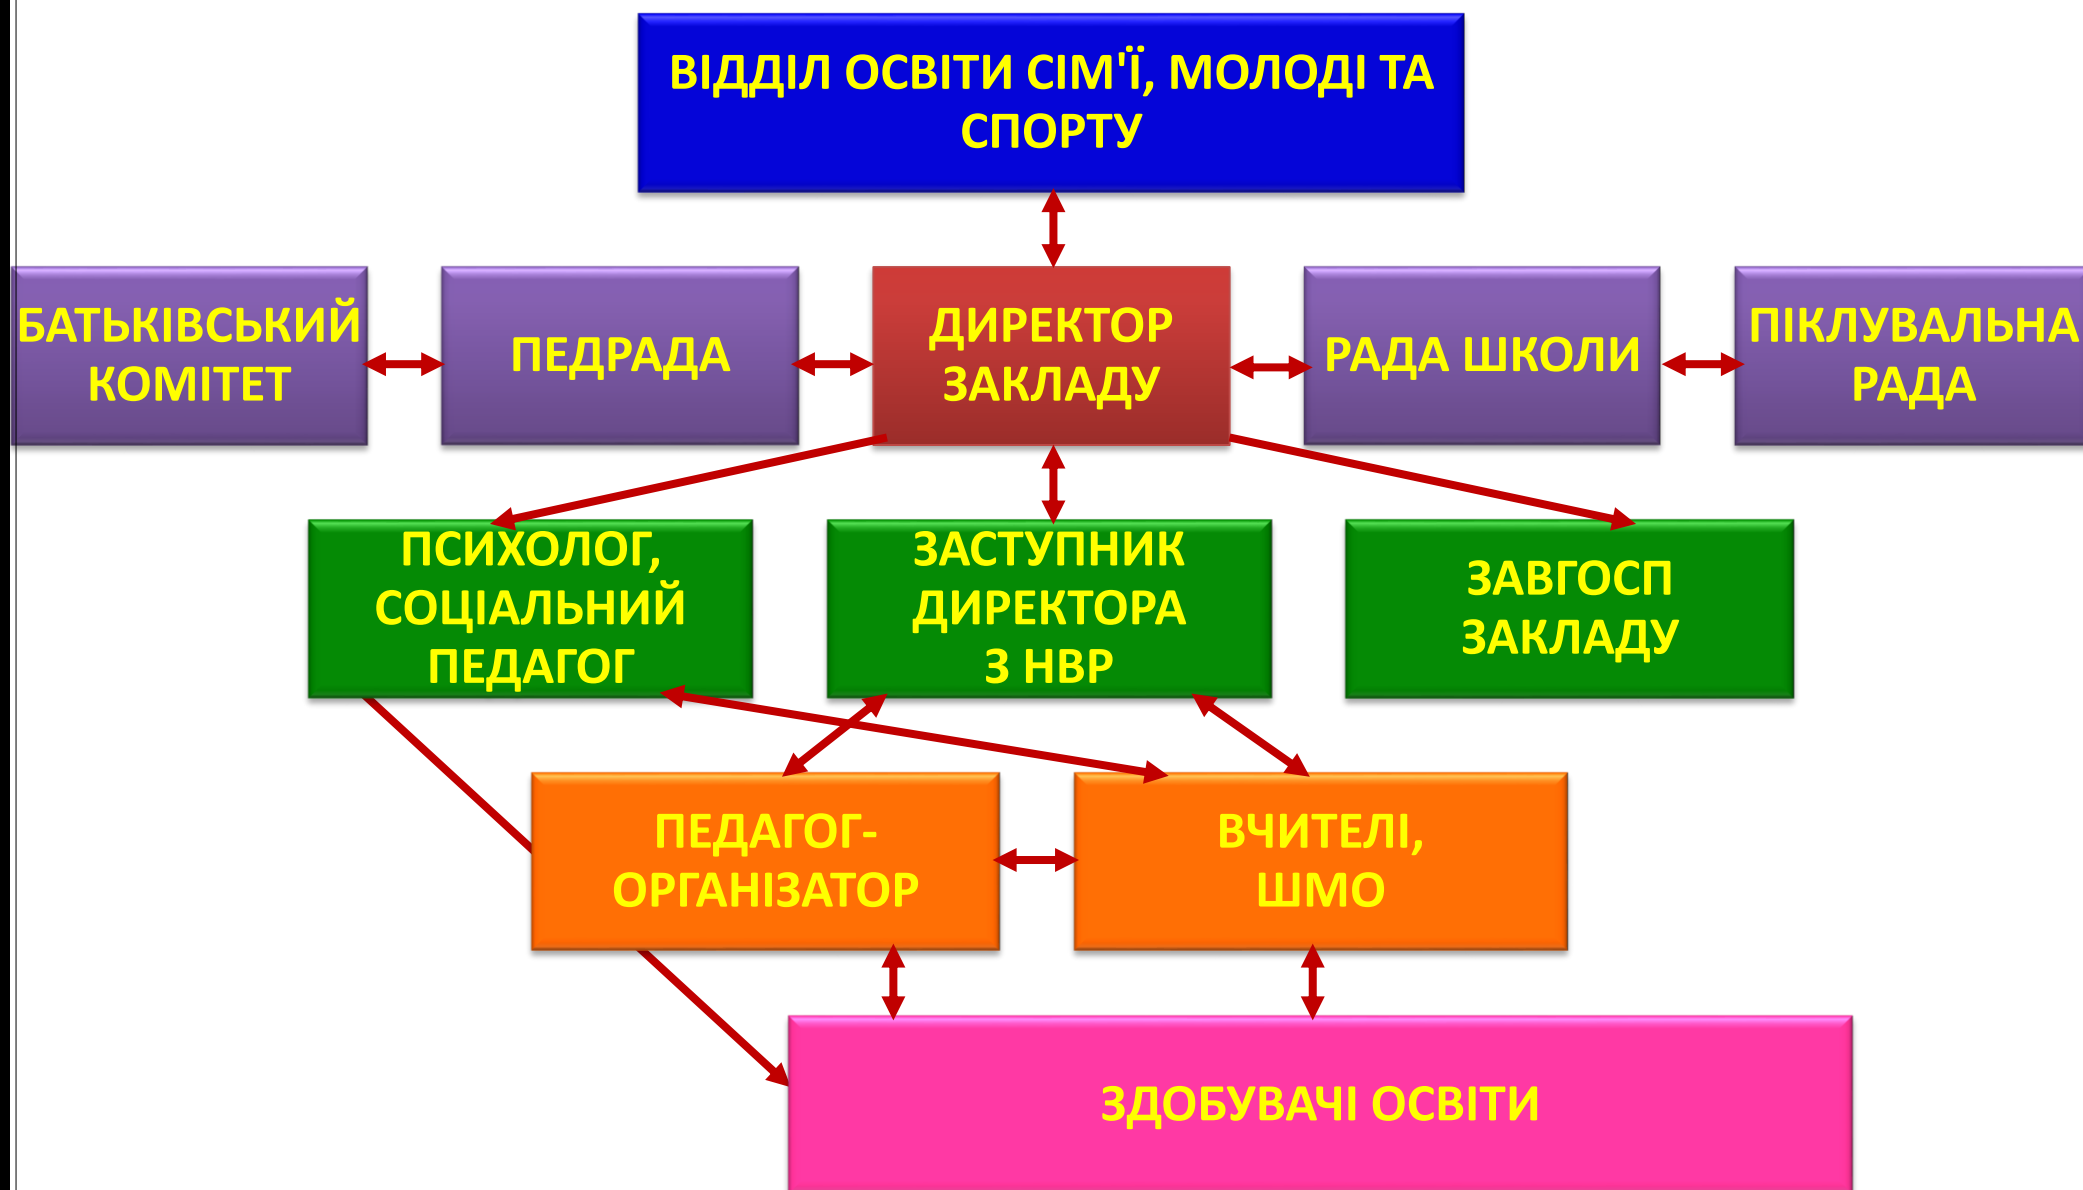 ВІДДІЛ ОСВІТИ СІМ'Ї, МОЛОДІ ТА
СПОРТУ
БАТЬКІВСЬКИЙ
КОМІТЕТ
ПЕДРАДА
ДИРЕКТОР
ЗАКЛАДУ
РАДА ШКОЛИ
ПІКЛУВАЛЬНА
РАДА
ПСИХОЛОГ,
СОЦІАЛЬНИЙ
ПЕДАГОГ
ЗАСТУПНИК
ДИРЕКТОРА
З НВР
ЗАВГОСП
ЗАКЛАДУ
ПЕДАГОГ-
ОРГАНІЗАТОР
ВЧИТЕЛІ,
ШМО
ЗДОБУВАЧІ ОСВІТИ